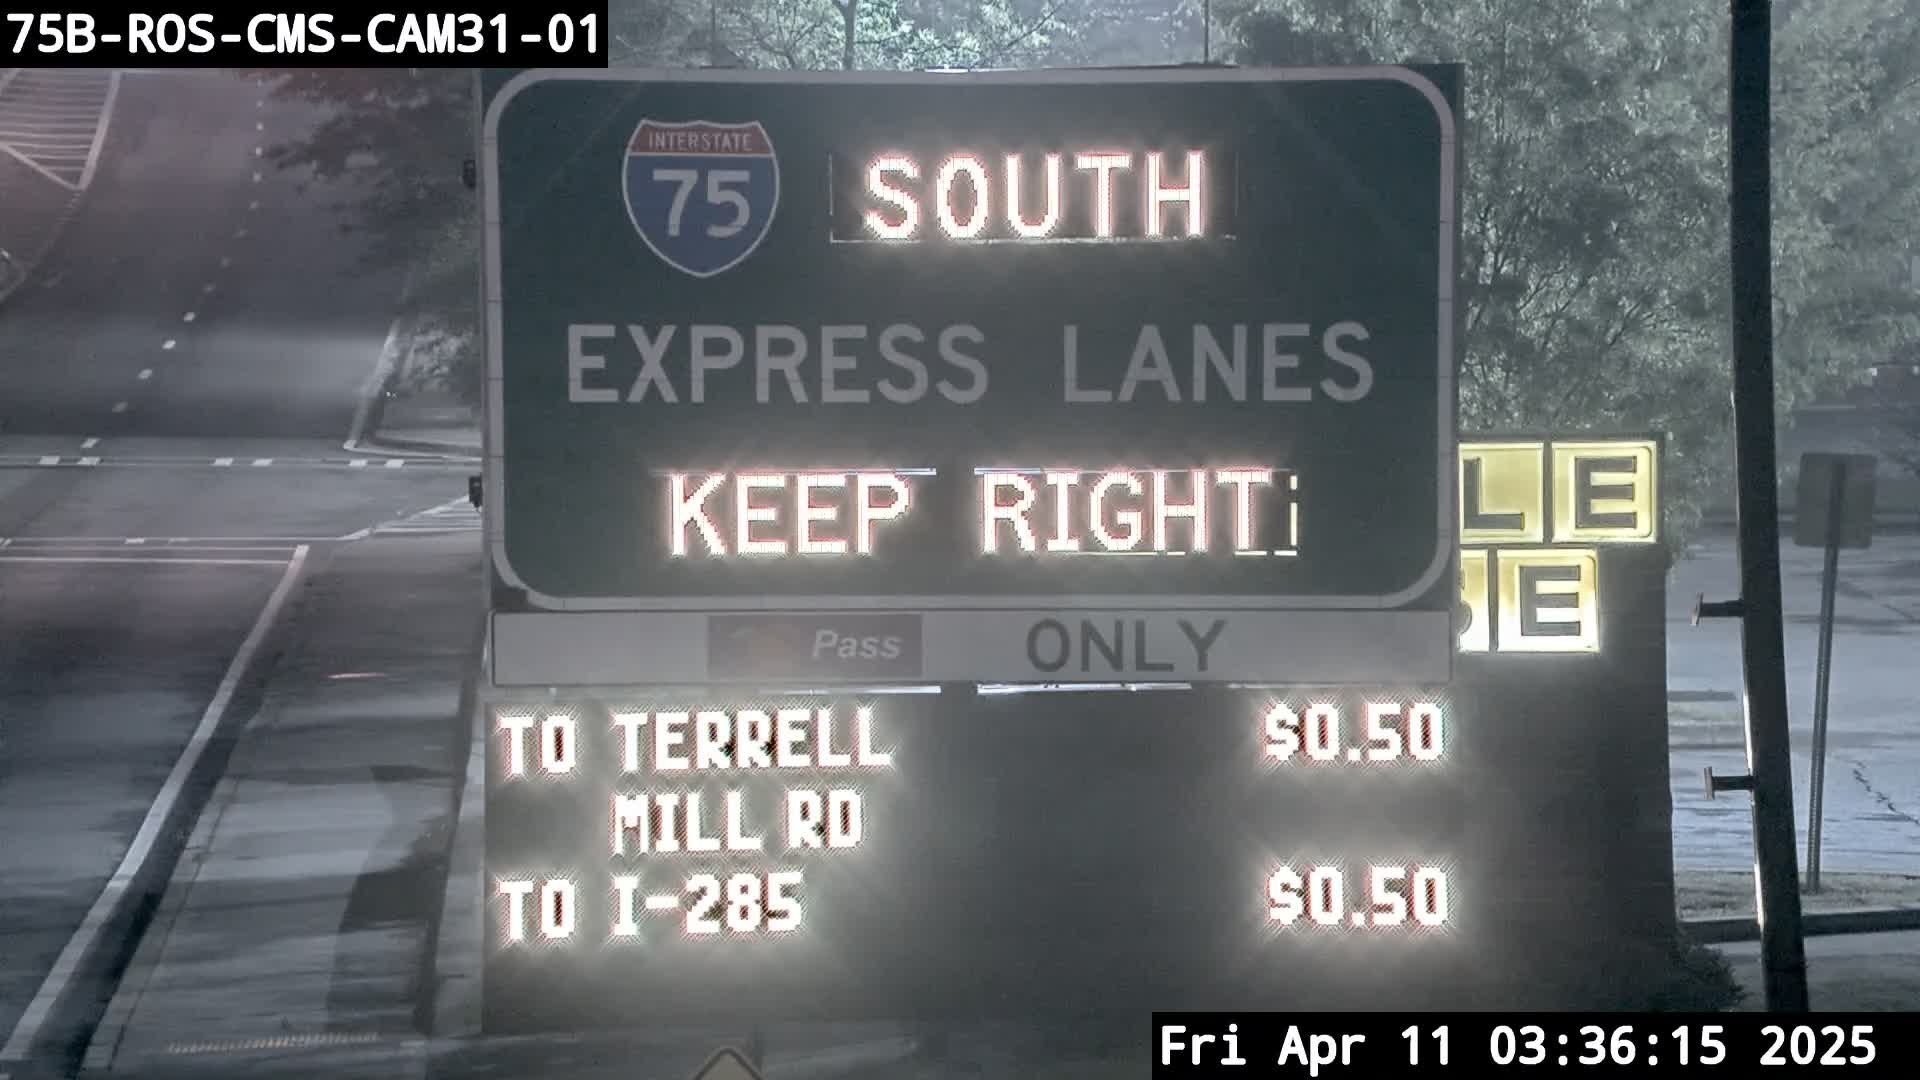 75B-ROS-CMS-CAM31-01
INTERSTATE
75
SOUTH
EXPRESS LANES
KEEP RIGHT
Pass ONLY
LE
E
TO TERRELL $0.50
MILL RD
TO I-285 $0.50
Fri Apr 11 03:36:15 2025